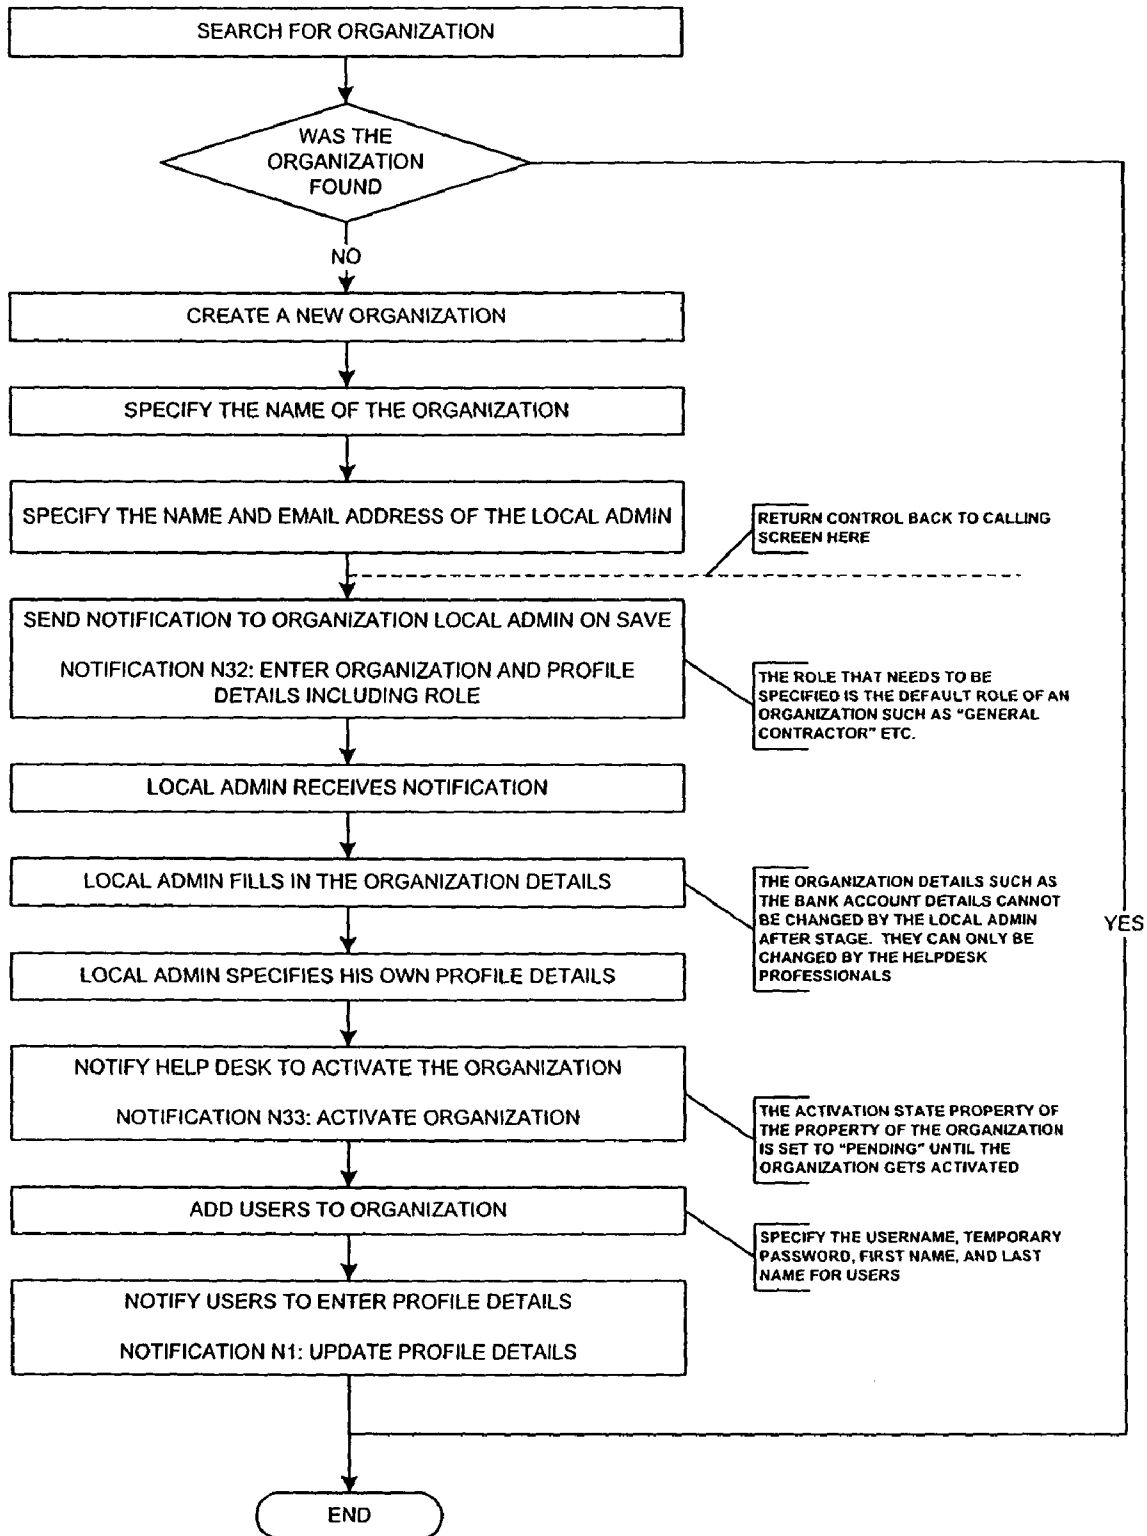 SEARCH FOR ORGANIZATION
WAS THE
ORGANIZATION
FOUND
NO
CREATE A NEW ORGANIZATION
SPECIFY THE NAME OF THE ORGANIZATION
SPECIFY THE NAME AND EMAIL ADDRESS OF THE LOCAL ADMIN
RETURN CONTROL BACK TO CALLING
SCREEN HERE
SEND NOTIFICATION TO ORGANIZATION LOCAL ADMIN ON SAVE
NOTIFICATION N32: ENTER ORGANIZATION AND PROFILE
DETAILS INCLUDING ROLE
THE ROLE THAT NEEDS TO BE
SPECIFIED IS THE DEFAULT ROLE OF AN
ORGANIZATION SUCH AS "GENERAL
CONTRACTOR" ETC.
LOCAL ADMIN RECEIVES NOTIFICATION
LOCAL ADMIN FILLS IN THE ORGANIZATION DETAILS
THE ORGANIZATION DETAILS SUCH AS
THE BANK ACCOUNT DETAILS CANNOT
BE CHANGED BY THE LOCAL ADMIN
AFTER STAGE. THEY CAN ONLY BE
CHANGED BY THE HELPDESK
PROFESSIONALS
YES
LOCAL ADMIN SPECIFIES HIS OWN PROFILE DETAILS
NOTIFY HELP DESK TO ACTIVATE THE ORGANIZATION
NOTIFICATION N33: ACTIVATE ORGANIZATION
THE ACTIVATION STATE PROPERTY OF
THE PROPERTY OF THE ORGANIZATION
IS SET TO "PENDING" UNTIL THE
ORGANIZATION GETS ACTIVATED
ADD USERS TO ORGANIZATION
SPECIFY THE USERNAME, TEMPORARY
PASSWORD, FIRST NAME, AND LAST
NAME FOR USERS
NOTIFY USERS TO ENTER PROFILE DETAILS
NOTIFICATION N1: UPDATE PROFILE DETAILS
END